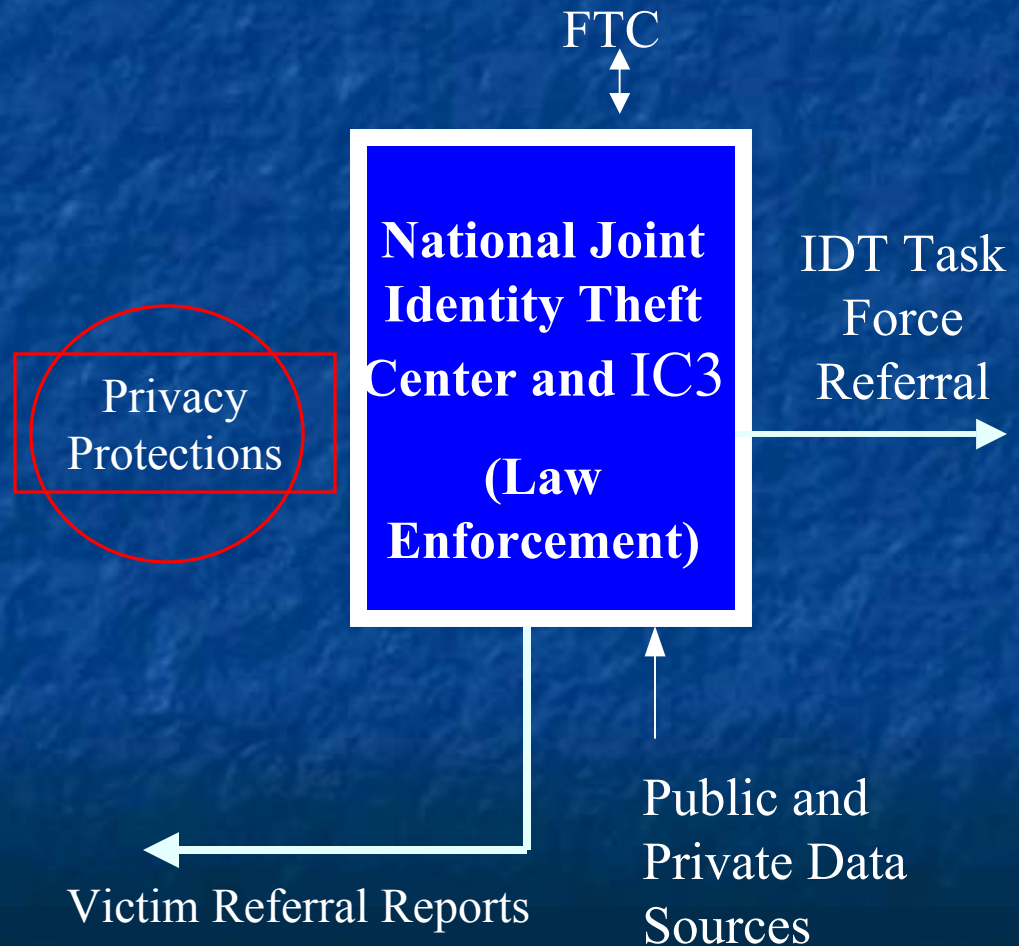 FTC
National Joint
Identity Theft
Center and IC3
(Law
Enforcement)
IDT Task
Force
Referral
Privacy
Protections
Public and
Private Data
Sources
Victim Referral Reports